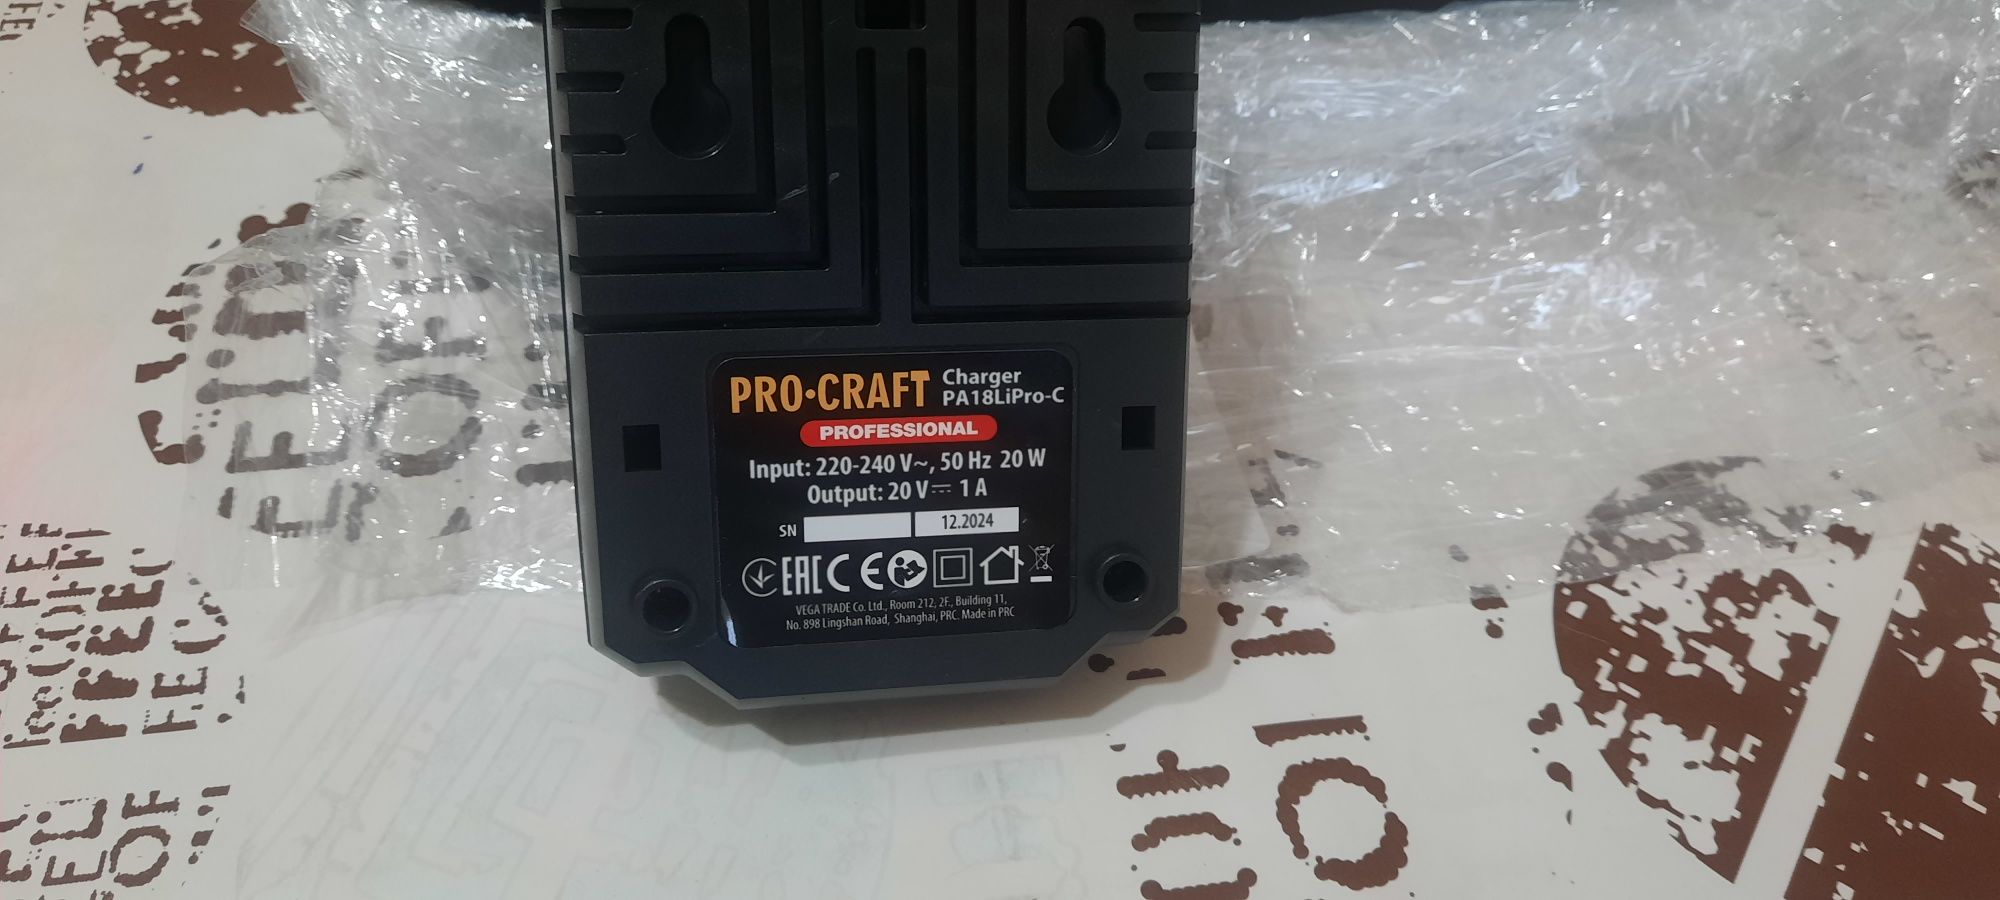 PRO·CRAFT
Charger
PA18LiPro-C
PROFESSIONAL
Input: 220-240 V~, 50 Hz 20 W
Output: 20 V⎓ 1 A
SN
12.2024
EAC CE
VEGA TRADE Co. Ltd., Room 212, 2F., Building 11,
No. 898 Lingshan Road, Shanghai, PRC. Made in PRC